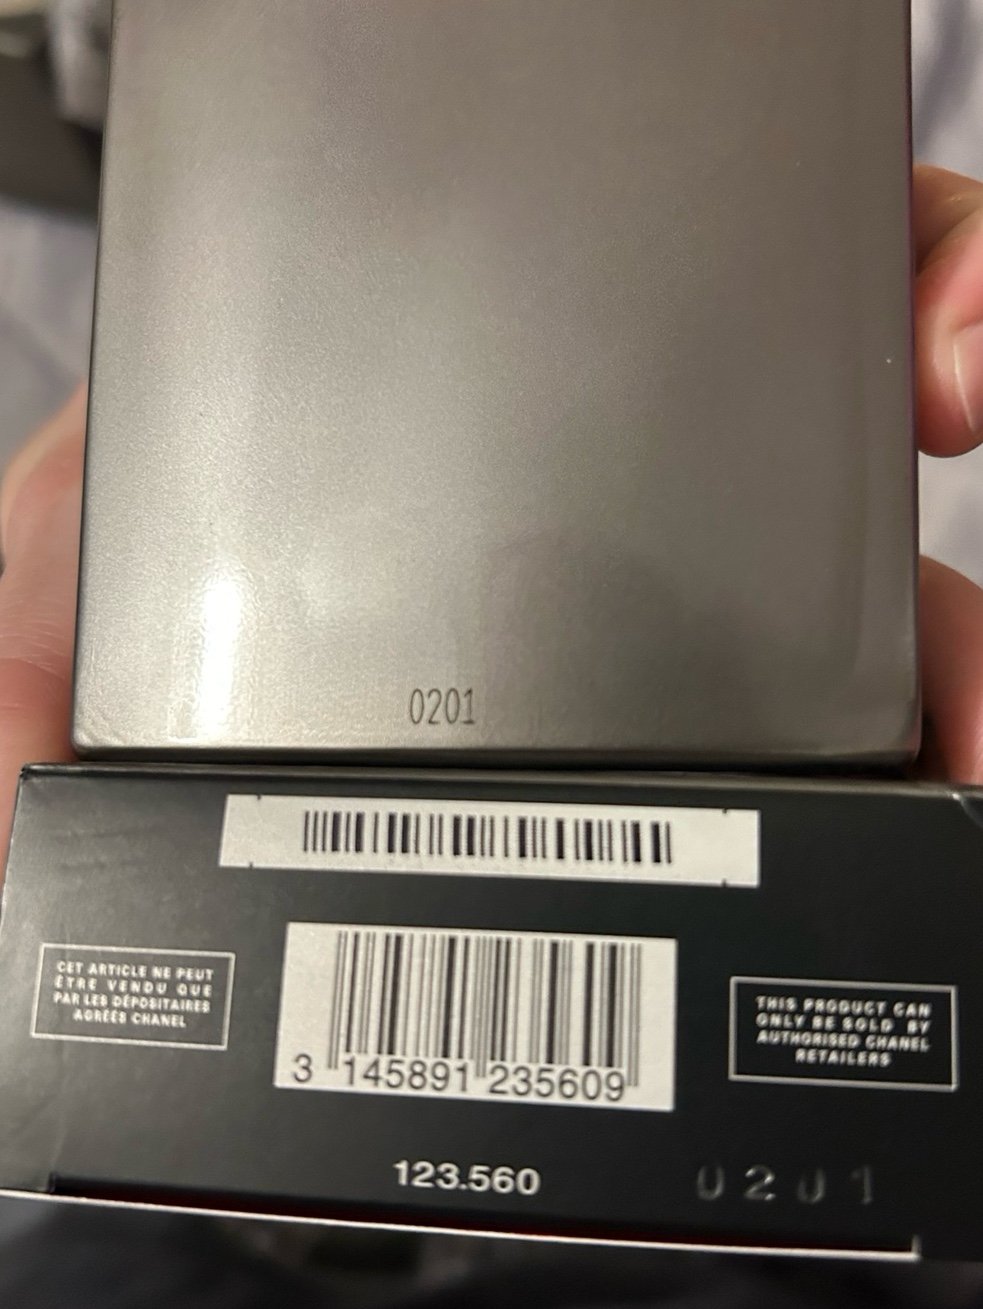 0201
CET ARTICLE NE PEUT
ÊTRE VENDU QUE
PAR LES DÉPOSITAIRES
AGRÉÉS CHANEL
3 145891 235609
THIS PRODUCT CAN
ONLY BE SOLD BY
AUTHORISED CHANEL
RETAILERS
123.560
0201